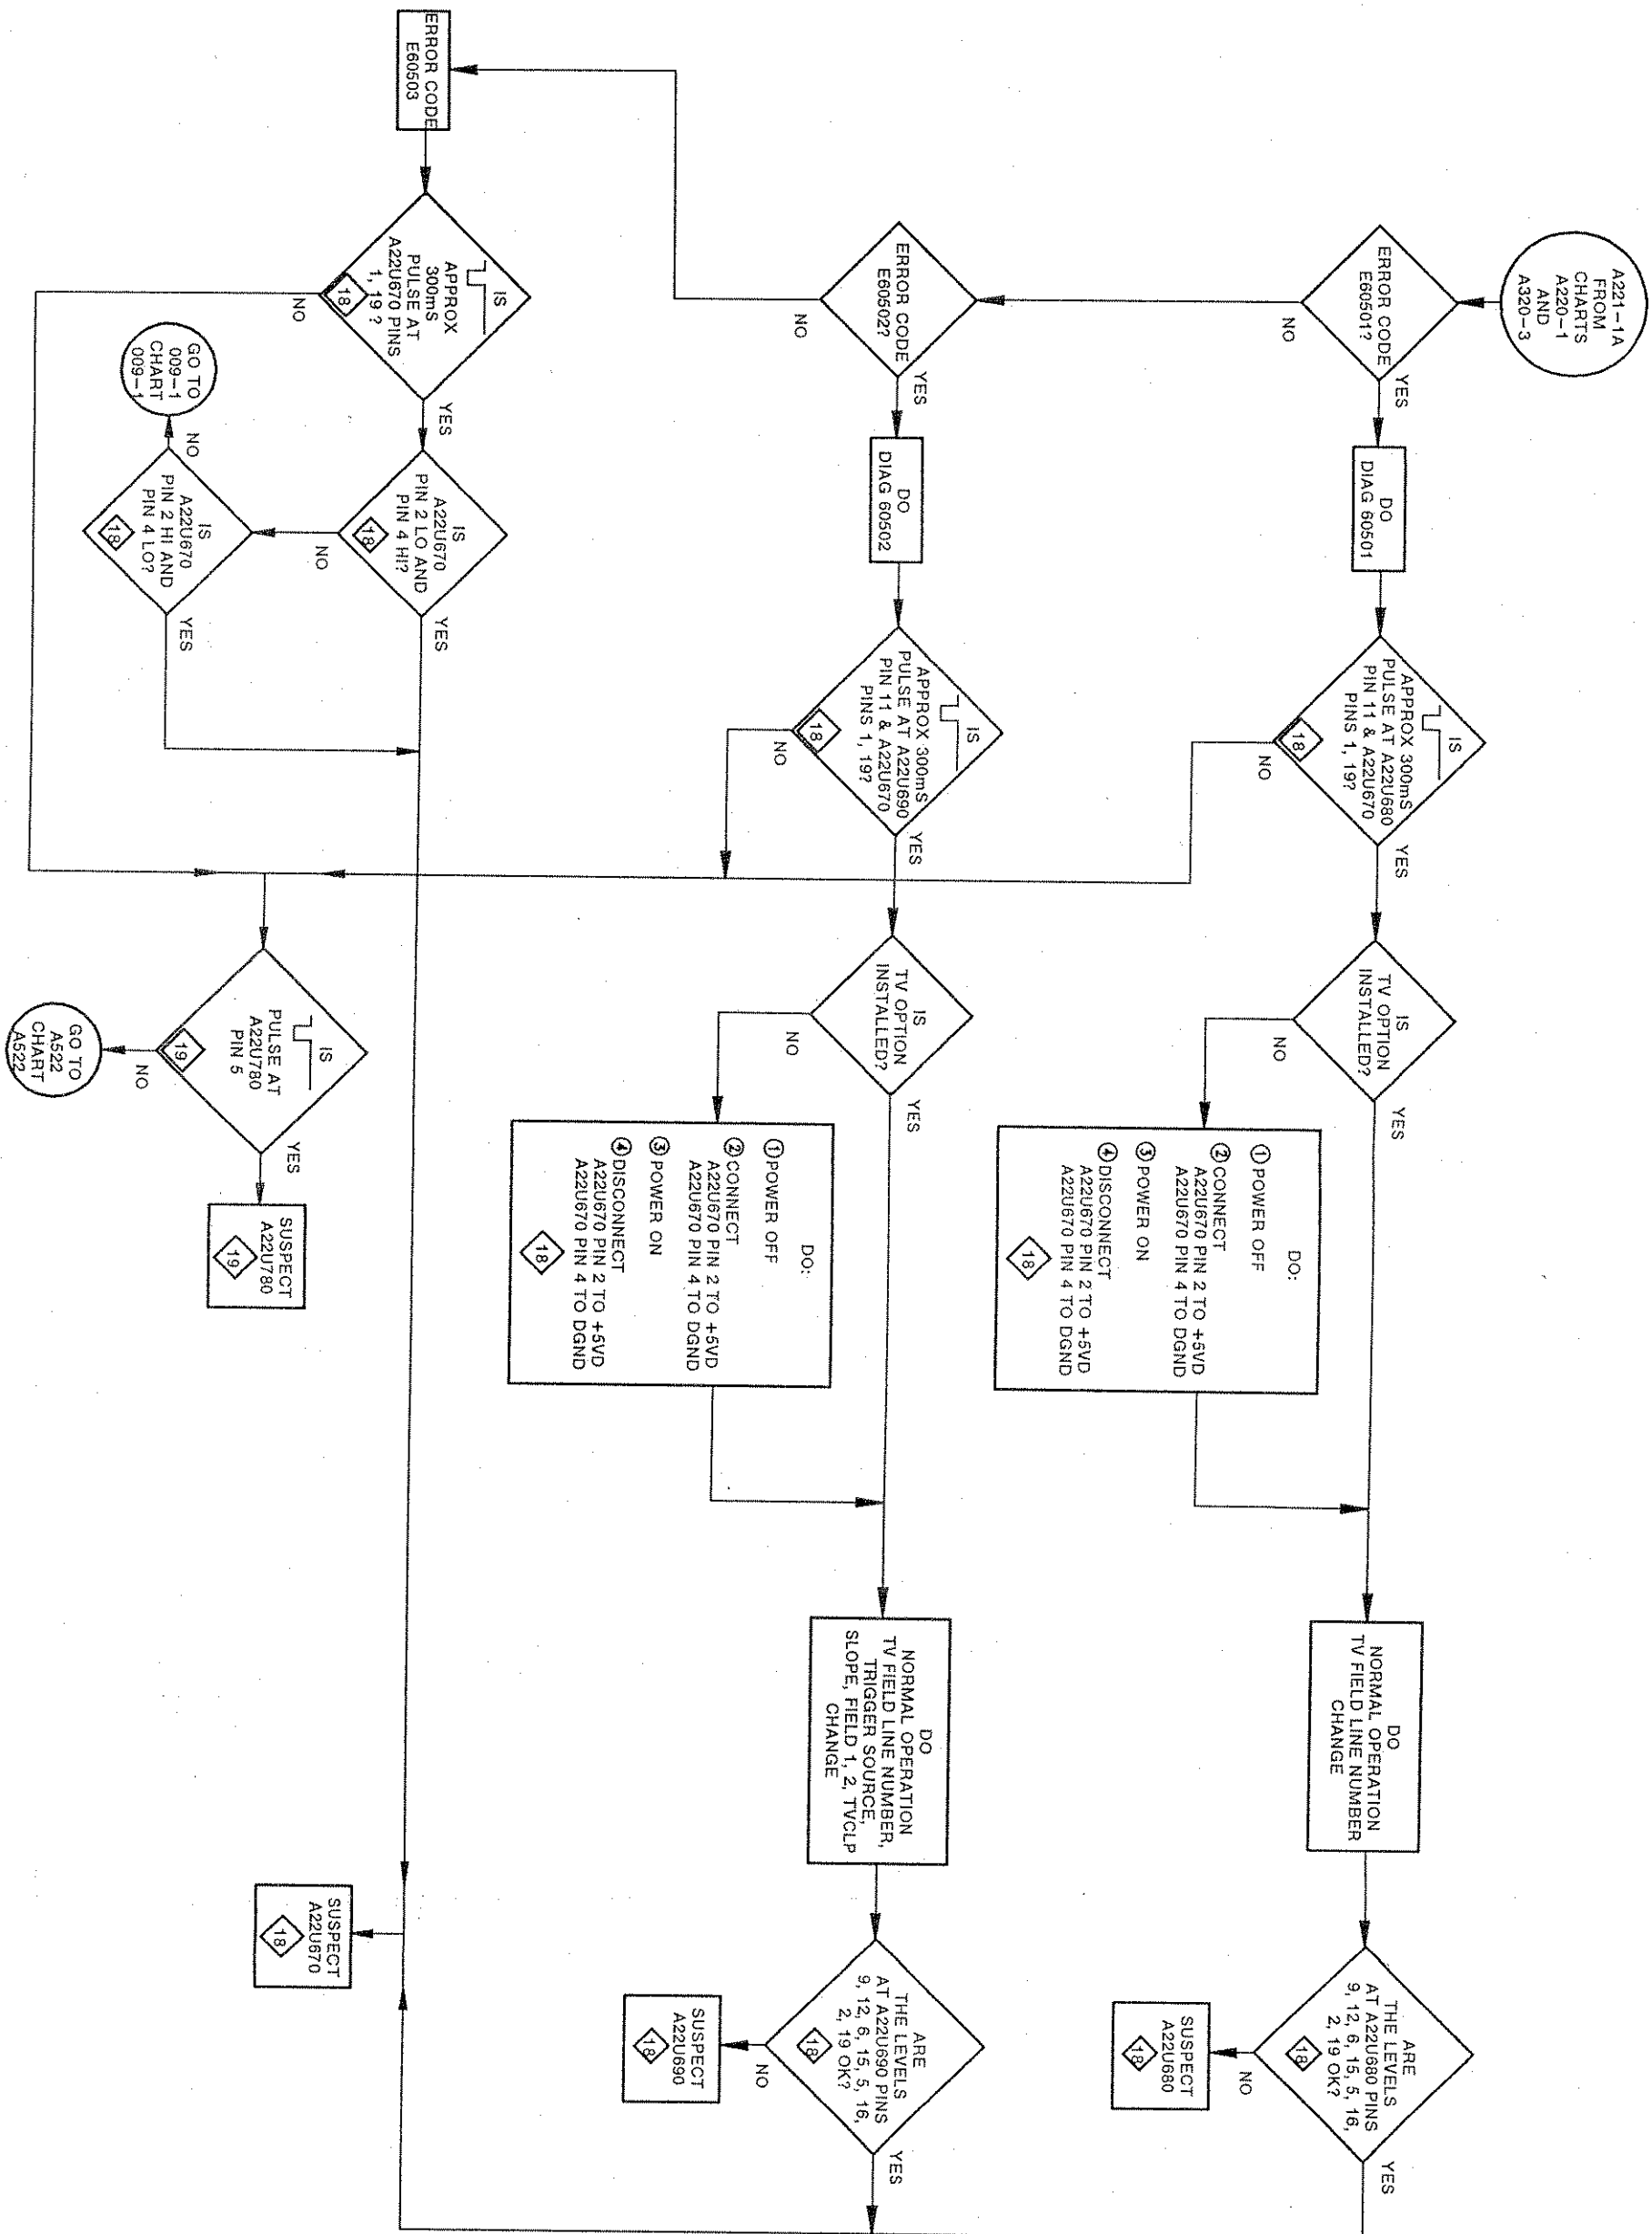 A221-1A
FROM
CHARTS
A220-1
AND
A320-3
ERROR CODE
E60501?
YES
NO
DO
DIAG 60501
IS
APPROX 300mS
PULSE AT A22U680
PIN 11 & A22U670
PINS 1, 19?
18
YES
NO
IS
TV OPTION
INSTALLED?
YES
NO
DO:
① POWER OFF
② CONNECT
A22U670 PIN 2 TO +5VD
A22U670 PIN 4 TO DGND
③ POWER ON
④ DISCONNECT
A22U670 PIN 2 TO +5VD
A22U670 PIN 4 TO DGND
18
DO
NORMAL OPERATION
TV FIELD LINE NUMBER
CHANGE
ARE
THE LEVELS
AT A22U680 PINS
9, 12, 6, 15, 5, 16,
2, 19 OK?
18
YES
NO
SUSPECT
A22U680
18
ERROR CODE
E60502?
YES
NO
DO
DIAG 60502
IS
APPROX 300mS
PULSE AT A22U690
PIN 11 & A22U670
PINS 1, 19?
18
YES
NO
IS
TV OPTION
INSTALLED?
YES
NO
DO:
① POWER OFF
② CONNECT
A22U670 PIN 2 TO +5VD
A22U670 PIN 4 TO DGND
③ POWER ON
④ DISCONNECT
A22U670 PIN 2 TO +5VD
A22U670 PIN 4 TO DGND
18
DO
NORMAL OPERATION
TV FIELD LINE NUMBER,
TRIGGER SOURCE,
SLOPE, FIELD 1, 2, TVCLP
CHANGE
ARE
THE LEVELS
AT A22U690 PINS
9, 12, 6, 15, 5, 16,
2, 19 OK?
18
YES
NO
SUSPECT
A22U690
18
ERROR CODE
E60503
IS
APPROX
300mS
PULSE AT
A22U670 PINS
1, 19 ?
18
YES
NO
IS
A22U670
PIN 2 LO AND
PIN 4 HI?
18
YES
NO
IS
A22U670
PIN 2 HI AND
PIN 4 LO?
18
YES
NO
GO TO
009-1
CHART
009-1
IS
PULSE AT
A22U780
PIN 5
19
YES
NO
GO TO
A522
CHART
A522
SUSPECT
A22U780
19
SUSPECT
A22U670
18